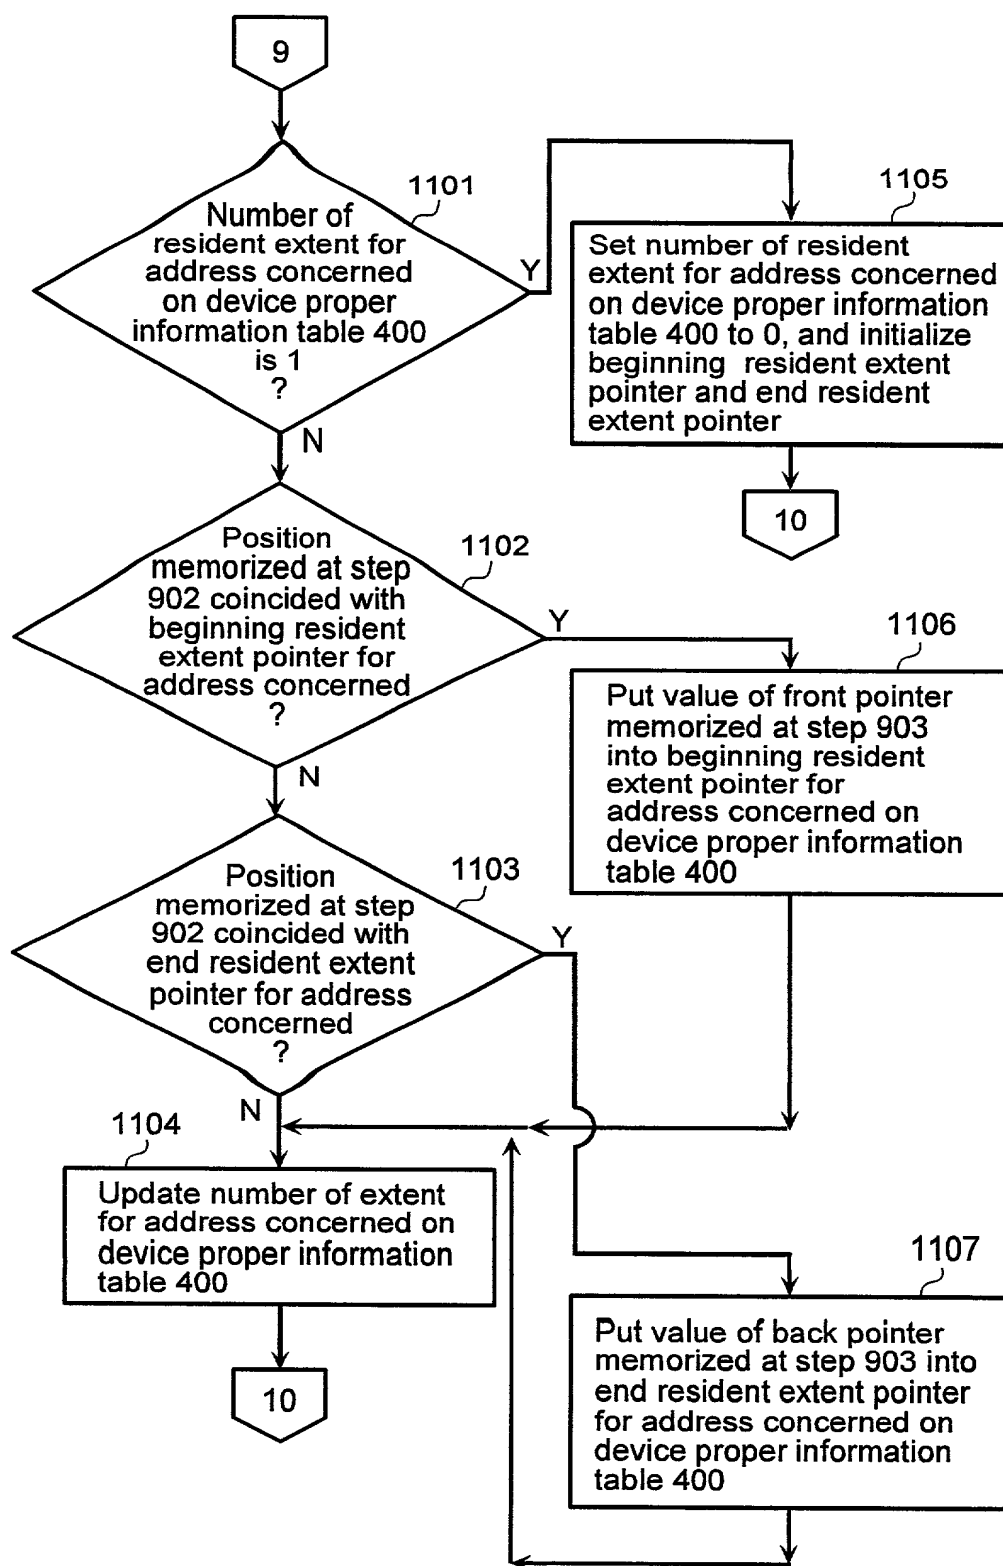 9
1101
Number of
resident extent for
address concerned
on device proper
information table 400
is 1
?
Y
N
1105
Set number of resident
extent for address concerned
on device proper information
table 400 to 0, and initialize
beginning resident extent
pointer and end resident
extent pointer
10
1102
Position
memorized at step
902 coincided with
beginning resident
extent pointer for
address concerned
?
Y
N
1106
Put value of front pointer
memorized at step 903
into beginning resident
extent pointer for
address concerned on
device proper information
table 400
1103
Position
memorized at step
902 coincided with
end resident extent
pointer for address
concerned
?
Y
N
1104
Update number of extent
for address concerned on
device proper information
table 400
10
1107
Put value of back pointer
memorized at step 903 into
end resident extent pointer
for address concerned on
device proper information
table 400